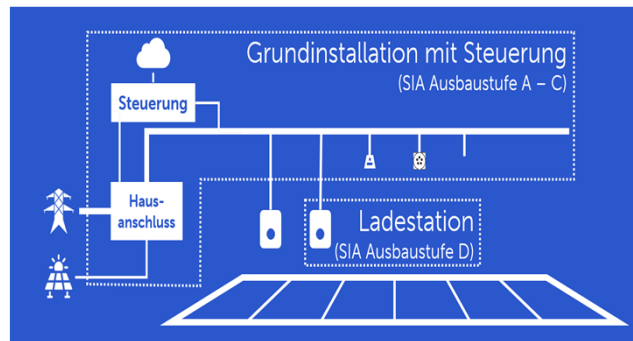 Grundinstallation mit Steuerung
(SIA Ausbaustufe A – C)
Steuerung
Haus-
anschluss
Ladestation
(SIA Ausbaustufe D)